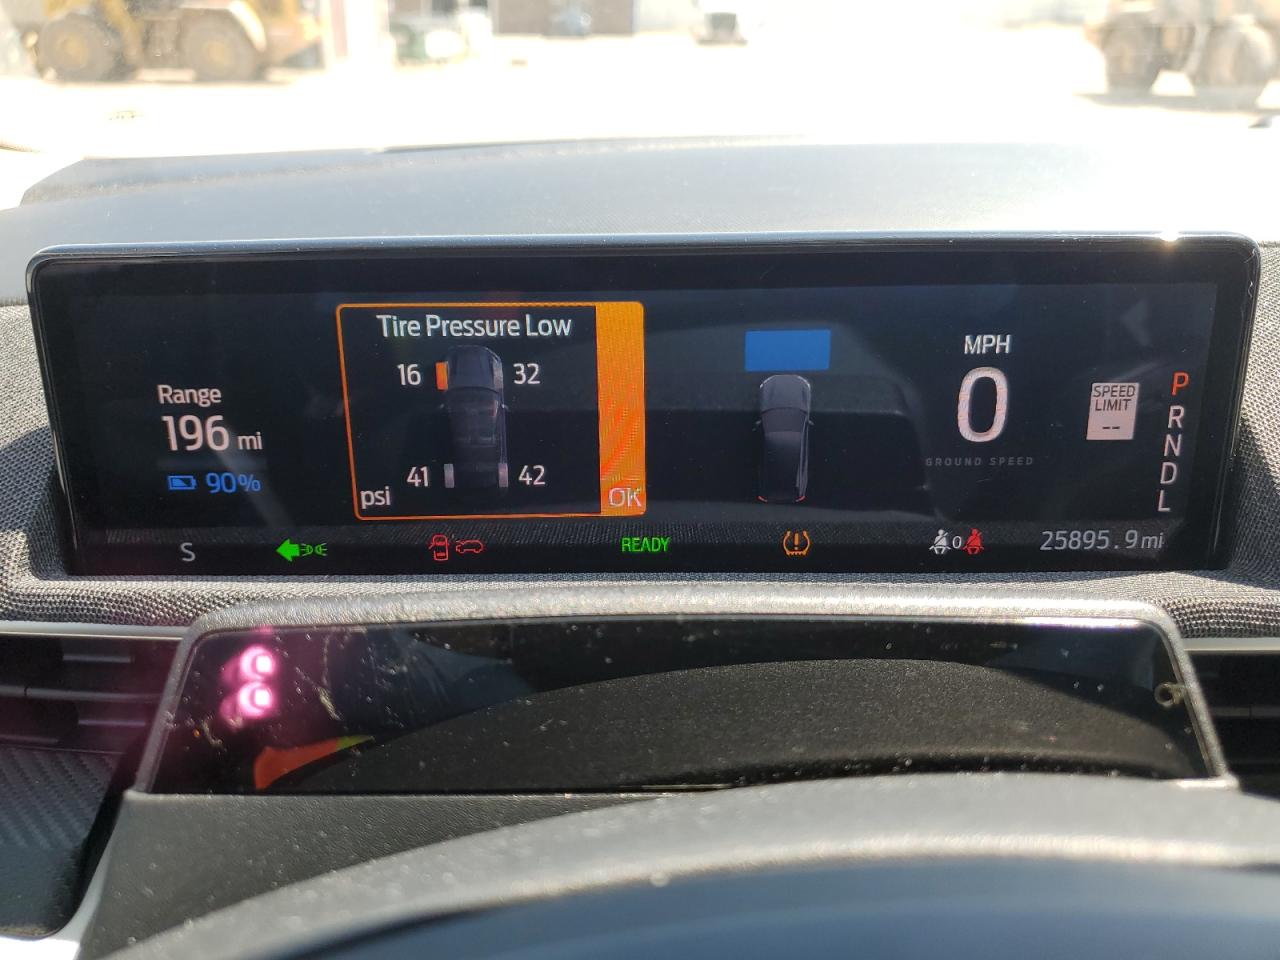 Tire Pressure Low
16 32
41 42
psi
OK
Range
196 mi
90%
MPH
0
GROUND SPEED
SPEED
LIMIT
--
P
R
N
D
L
S
READY
0
25895.9 mi